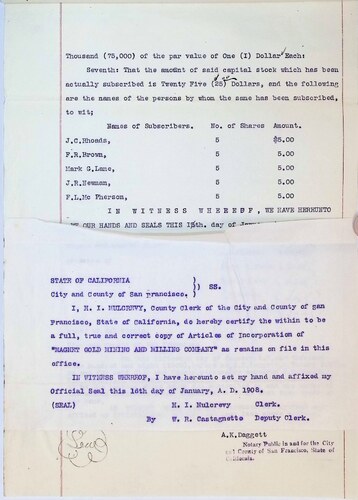 Thousand (75,000) of the par value of One (I) Dollar Each:
Seventh: That the amount of said capital stock which has been
actually subscribed is Twenty Five (25) Dollars, and the following
are the names of the persons by whom the same has been subscribed,
to wit;
Names of Subscribers. No. of Shares Amount.
J.C.Rhoads, 5 $5.00
F.R.Brown, 5 5.00
Mark G.Lane, 5 5.00
J.R.Newman, 5 5.00
F.L.Mc Pherson, 5 5.00
IN WITNESS WHEREOF, WE HAVE HEREUNTO
OUR HANDS AND SEALS THIS 15th. day of
STATE OF CALIFORNIA )
City and County of San Francisco. ) SS.
I, H. I. MULCREVY, County Clerk of the City and County of San
Francisco, State of California, do hereby certify the within to be
a full, true and correct copy of Articles of Incorporation of
"MAGNET GOLD MINING AND MILLING COMPANY" as remains on file in this
office.
IN WITNESS WHEREOF, I have hereunto set my hand and affixed my
Official Seal this 16th day of January, A. D. 1908.
(SEAL) H. I. Mulcrevy Clerk.
By W. R. Castagnetto Deputy Clerk.
(Seal)
A.K.Daggett
Notary Public in and for the City
and County of San Francisco, State of
California.